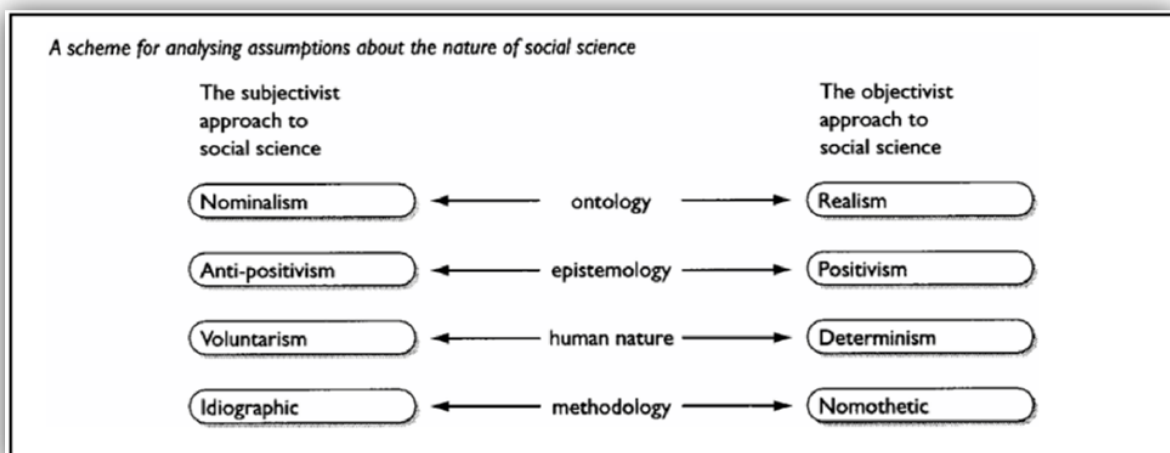 A scheme for analysing assumptions about the nature of social science
The subjectivist
approach to
social science
The objectivist
approach to
social science
Nominalism
ontology
Realism
Anti-positivism
epistemology
Positivism
Voluntarism
human nature
Determinism
Idiographic
methodology
Nomothetic